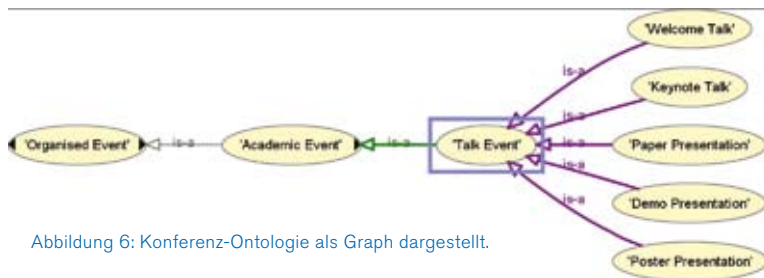 'Welcome Talk'
is-a
'Keynote Talk'
is-a
'Organised Event'
is-a
'Academic Event'
is-a
'Talk Event'
is-a
'Paper Presentation'
is-a
'Demo Presentation'
is-a
'Poster Presentation'
Abbildung 6: Konferenz-Ontologie als Graph dargestellt.